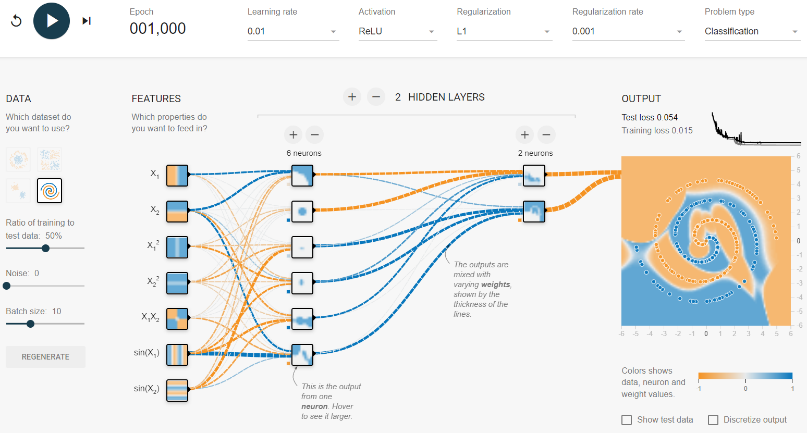 Epoch
001,000
Learning rate
0.01
Activation
ReLU
Regularization
L1
Regularization rate
0.001
Problem type
Classification
DATA
Which dataset do
you want to use?
Ratio of training to
test data: 50%
Noise: 0
Batch size: 10
REGENERATE
FEATURES
Which properties do
you want to feed in?
X1
X2
X1²
X2²
X1X2
sin(X1)
sin(X2)
+ − 2 HIDDEN LAYERS
+ −
6 neurons
+ −
2 neurons
The outputs are
mixed with
varying weights,
shown by the
thickness of the
lines.
This is the output
from one
neuron. Hover
to see it larger.
OUTPUT
Test loss 0.054
Training loss 0.015
6
5
4
3
2
1
0
-1
-2
-3
-4
-5
-6
-6 -5 -4 -3 -2 -1 0 1 2 3 4 5 6
Colors shows
data, neuron and
weight values.
-1 0 1
Show test data
Discretize output